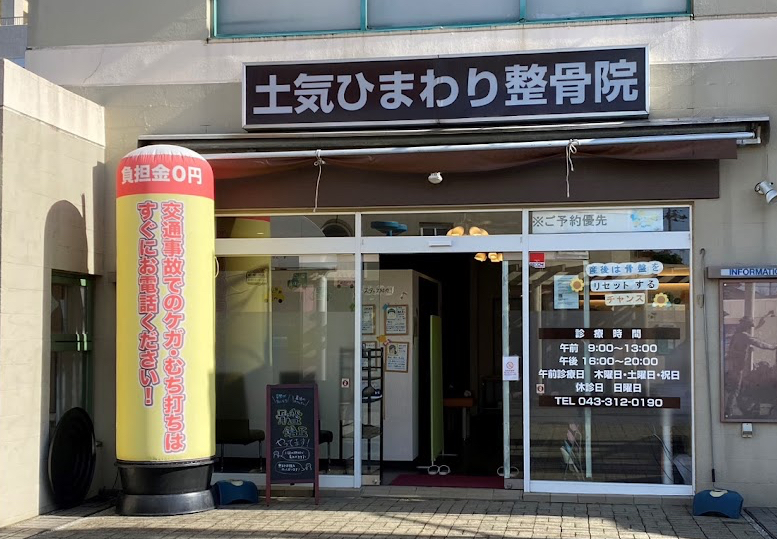 土気ひまわり整骨院
負担金0円
交通事故でのケガ・むち打ちは
すぐにお電話ください!
※ご予約優先
産後は骨盤を
リセットする
チャンス
診療時間
午前 9:00〜13:00
午後 16:00〜20:00
午前診療日 木曜日・土曜日・祝日
休診日 日曜日
TEL 043-312-0190
INFORMATI